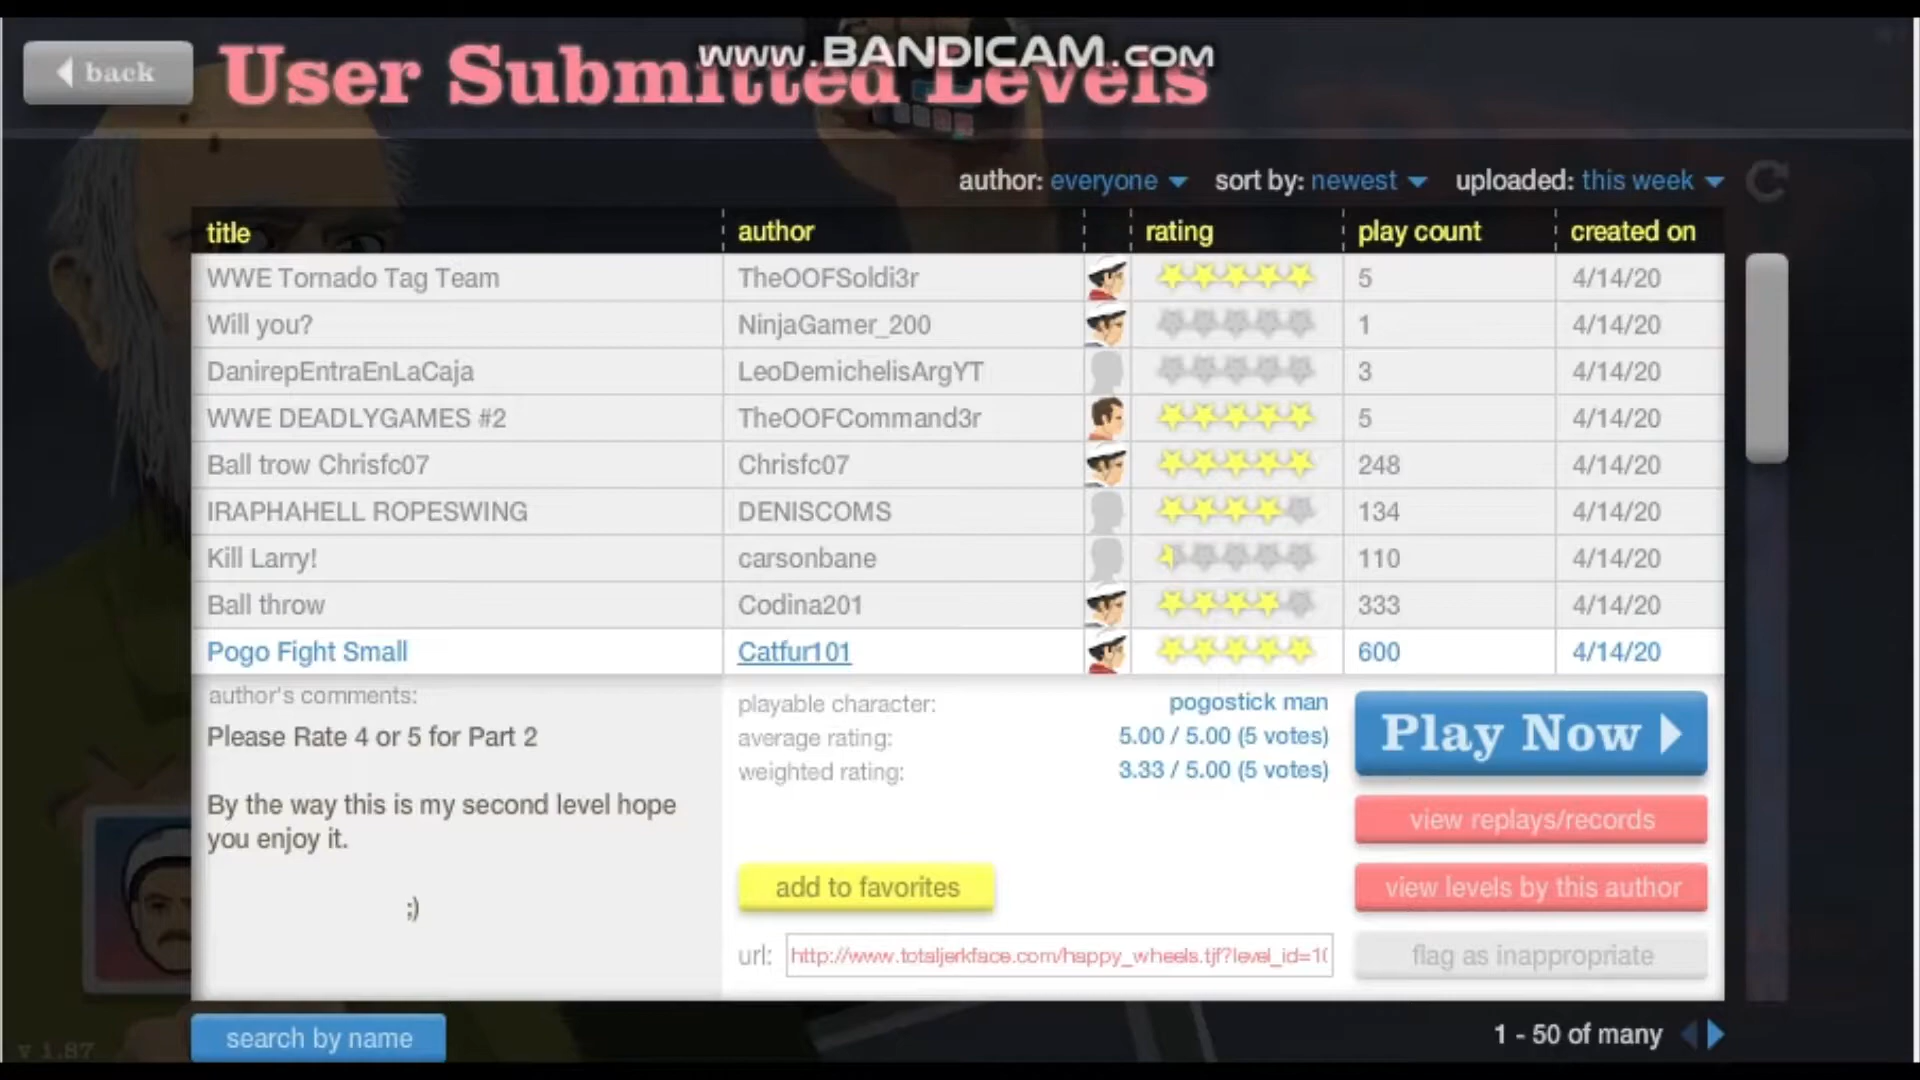 back
User Submitted Levels
www.BANDICAM.com
author: everyone sort by: newest uploaded: this week
title author rating play count created on
WWE Tornado Tag Team TheOOFSoldi3r 5 4/14/20
Will you? NinjaGamer_200 1 4/14/20
DanirepEntraEnLaCaja LeoDemichelisArgYT 3 4/14/20
WWE DEADLYGAMES #2 TheOOFCommand3r 5 4/14/20
Ball trow Chrisfc07 Chrisfc07 248 4/14/20
IRAPHAHELL ROPESWING DENISCOMS 134 4/14/20
Kill Larry! carsonbane 110 4/14/20
Ball throw Codina201 333 4/14/20
Pogo Fight Small Catfur101 600 4/14/20
author's comments:
Please Rate 4 or 5 for Part 2
By the way this is my second level hope
you enjoy it.
;)
playable character: pogostick man
average rating: 5.00 / 5.00 (5 votes)
weighted rating: 3.33 / 5.00 (5 votes)
add to favorites
url: http://www.totaljerkface.com/happy_wheels.tjf?level_id=1(
Play Now
view replays/records
view levels by this author
flag as inappropriate
search by name
1 - 50 of many
v 1.87